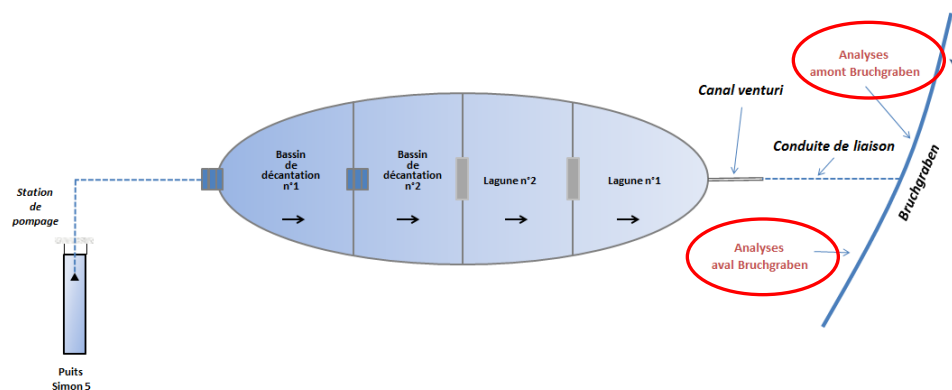 Station
de
pompage
Puits
Simon 5
Bassin
de
décantation
n°1
Bassin
de
décantation
n°2
Lagune n°2
Lagune n°1
Canal venturi
Conduite de liaison
Analyses
amont Bruchgraben
Bruchgraben
Analyses
aval Bruchgraben